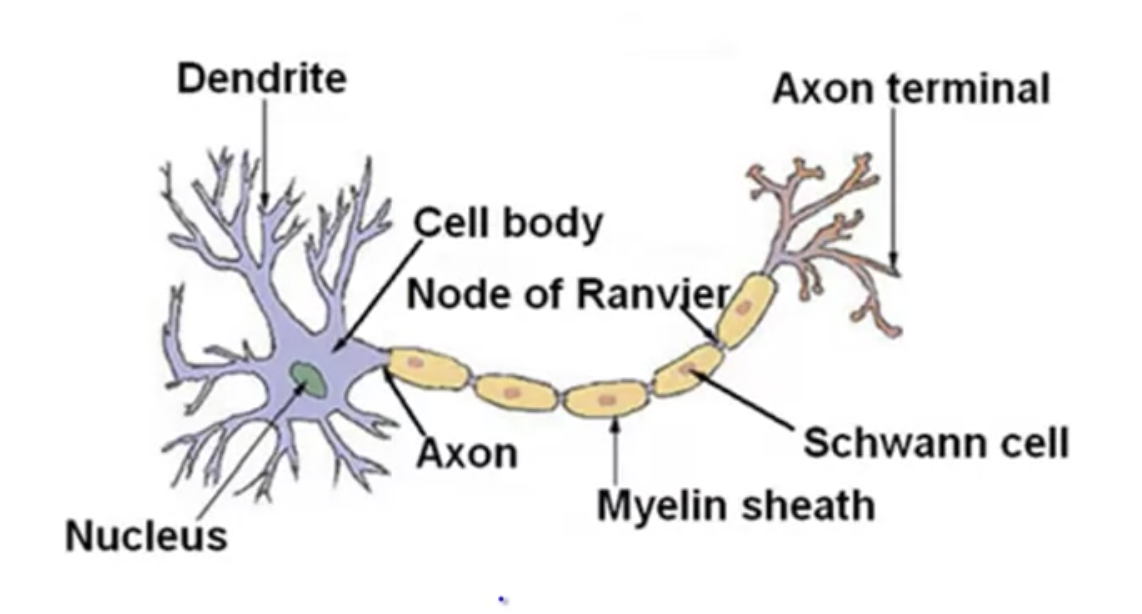 Dendrite
Axon terminal
Cell body
Node of Ranvier
Axon
Schwann cell
Myelin sheath
Nucleus